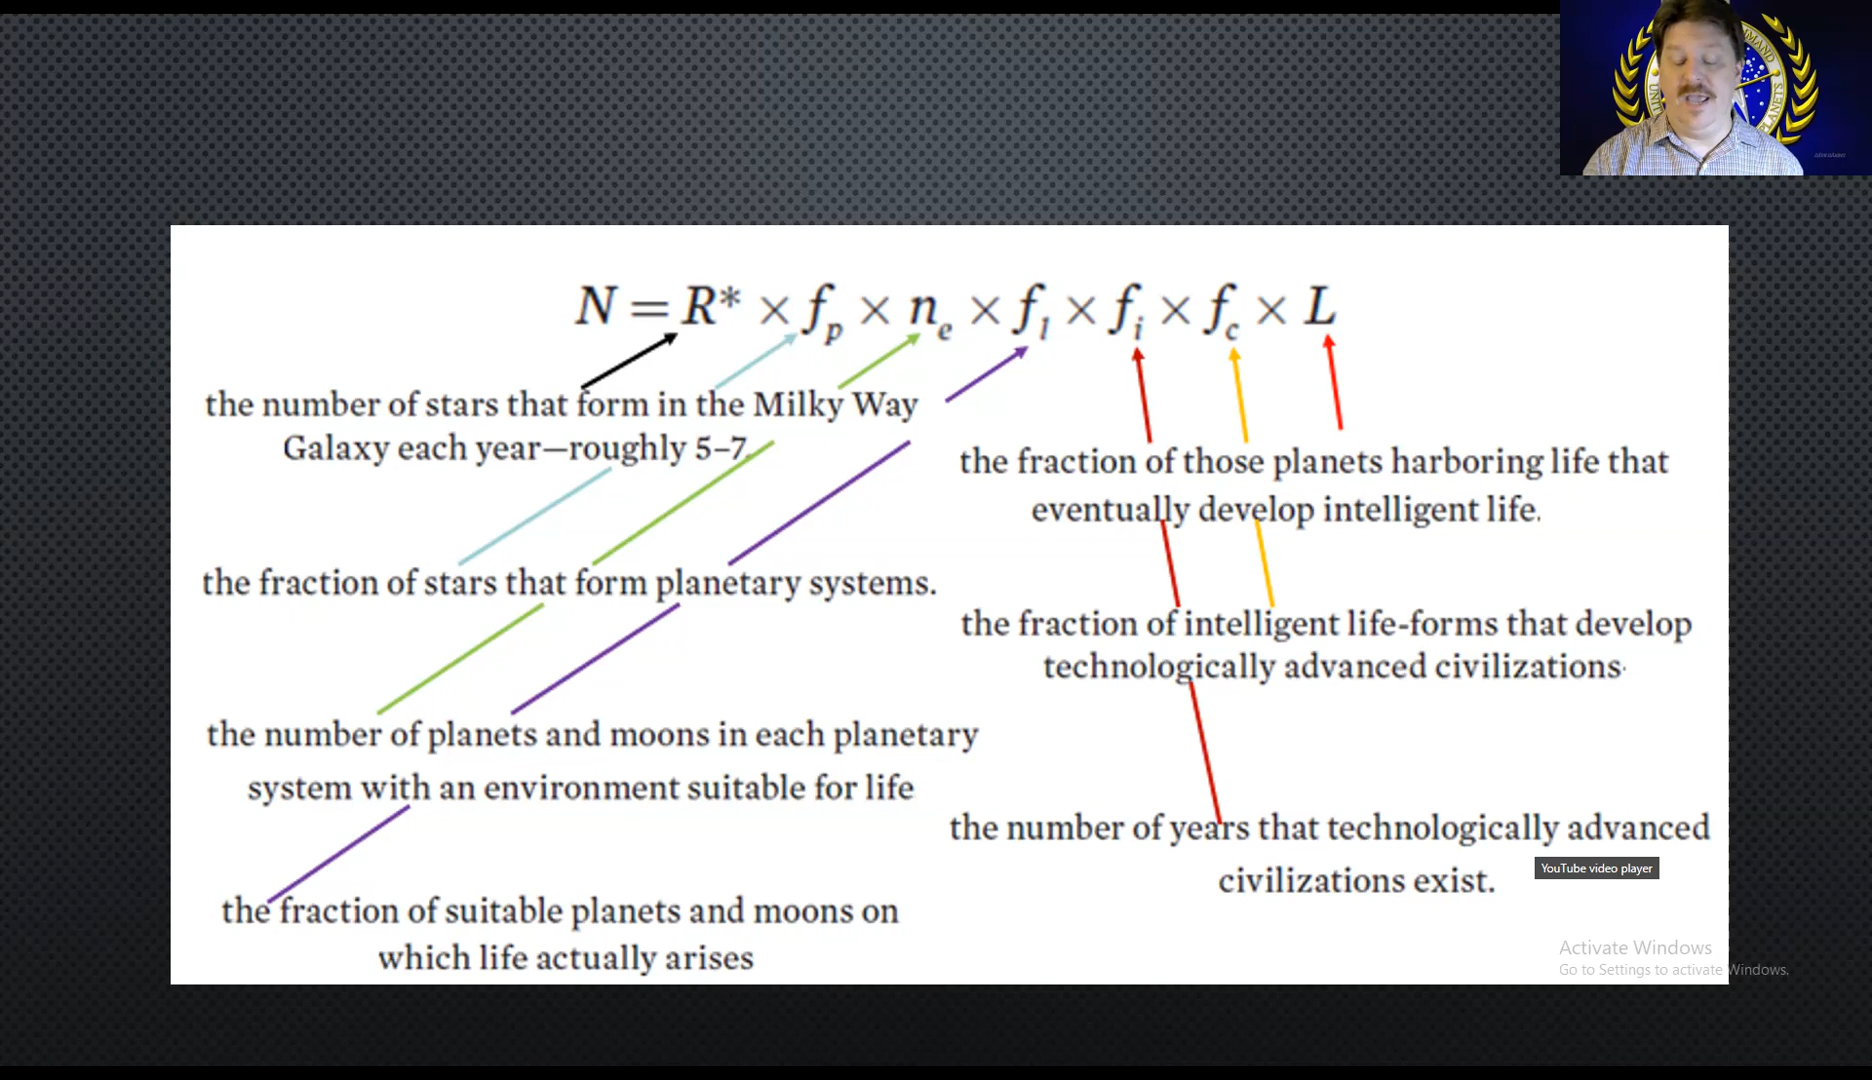 N = R* × fₚ × nₑ × fₗ × fᵢ × f꜀ × L
the number of stars that form in the Milky Way
Galaxy each year—roughly 5–7
the fraction of stars that form planetary systems.
the number of planets and moons in each planetary
system with an environment suitable for life
the fraction of suitable planets and moons on
which life actually arises
the fraction of those planets harboring life that
eventually develop intelligent life.
the fraction of intelligent life-forms that develop
technologically advanced civilizations.
the number of years that technologically advanced
civilizations exist.
YouTube video player
Activate Windows
Go to Settings to activate Windows.
PLANETS